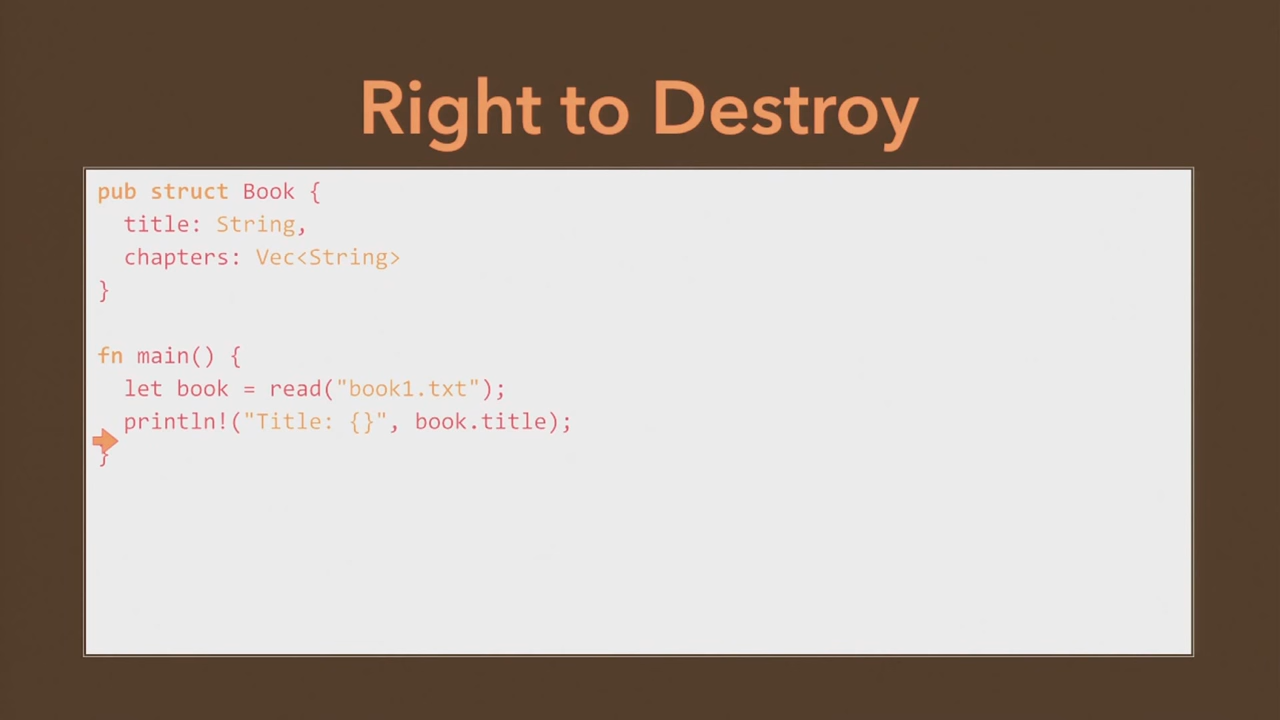 Right to Destroy
pub struct Book {
  title: String,
  chapters: Vec<String>
}
fn main() {
  let book = read("book1.txt");
  println!("Title: {}", book.title);
}